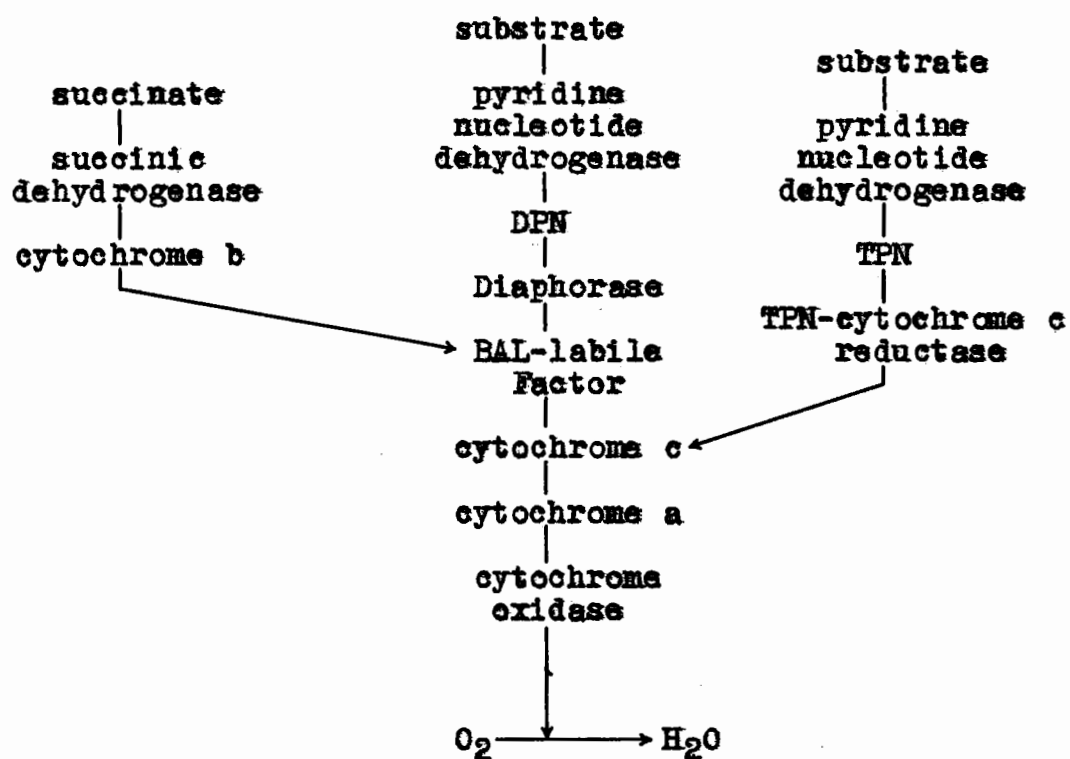 succinate
succinic
dehydrogenase
cytochrome b
substrate
pyridine
nucleotide
dehydrogenase
DPN
Diaphorase
BAL-labile
Factor
cytochrome c
cytochrome a
cytochrome
oxidase
O₂ H₂O
substrate
pyridine
nucleotide
dehydrogenase
TPN
TPN-cytochrome c
reductase